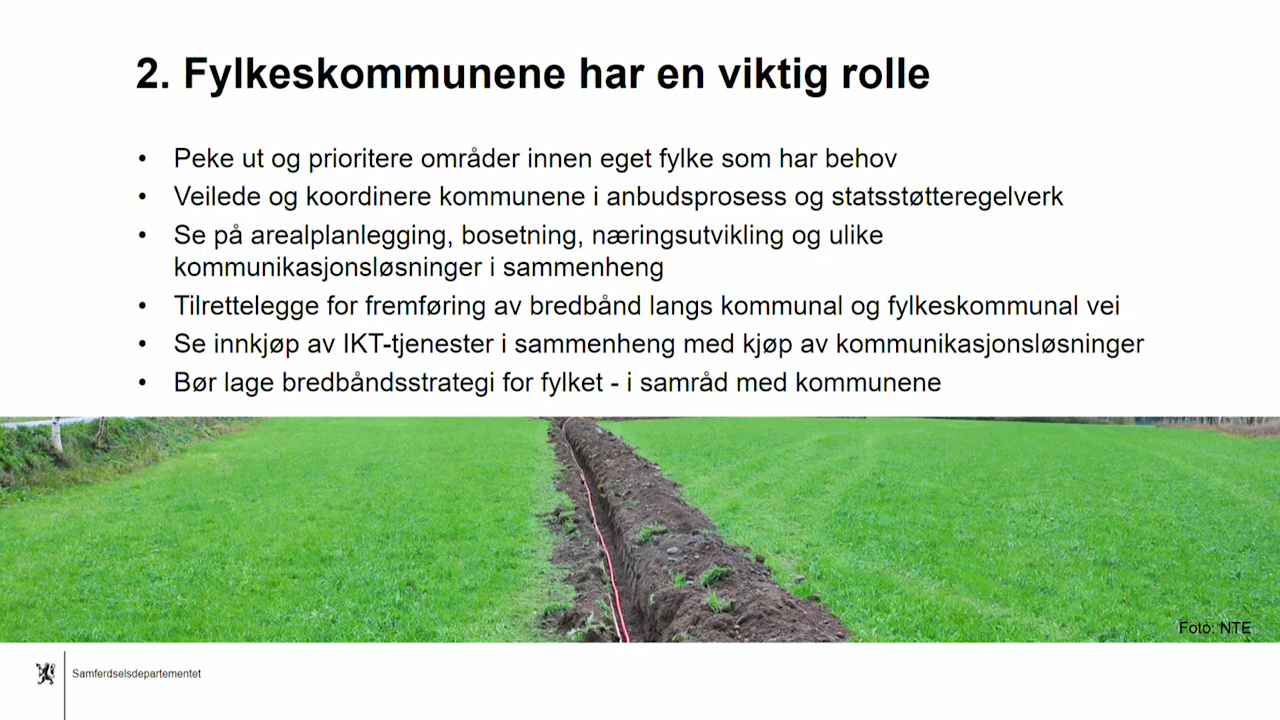 2. Fylkeskommunene har en viktig rolle
• Peke ut og prioritere områder innen eget fylke som har behov
• Veilede og koordinere kommunene i anbudsprosess og statsstøtteregelverk
• Se på arealplanlegging, bosetning, næringsutvikling og ulike
kommunikasjonsløsninger i sammenheng
• Tilrettelegge for fremføring av bredbånd langs kommunal og fylkeskommunal vei
• Se innkjøp av IKT-tjenester i sammenheng med kjøp av kommunikasjonsløsninger
• Bør lage bredbåndsstrategi for fylket - i samråd med kommunene
Foto: NTE
Samferdselsdepartementet